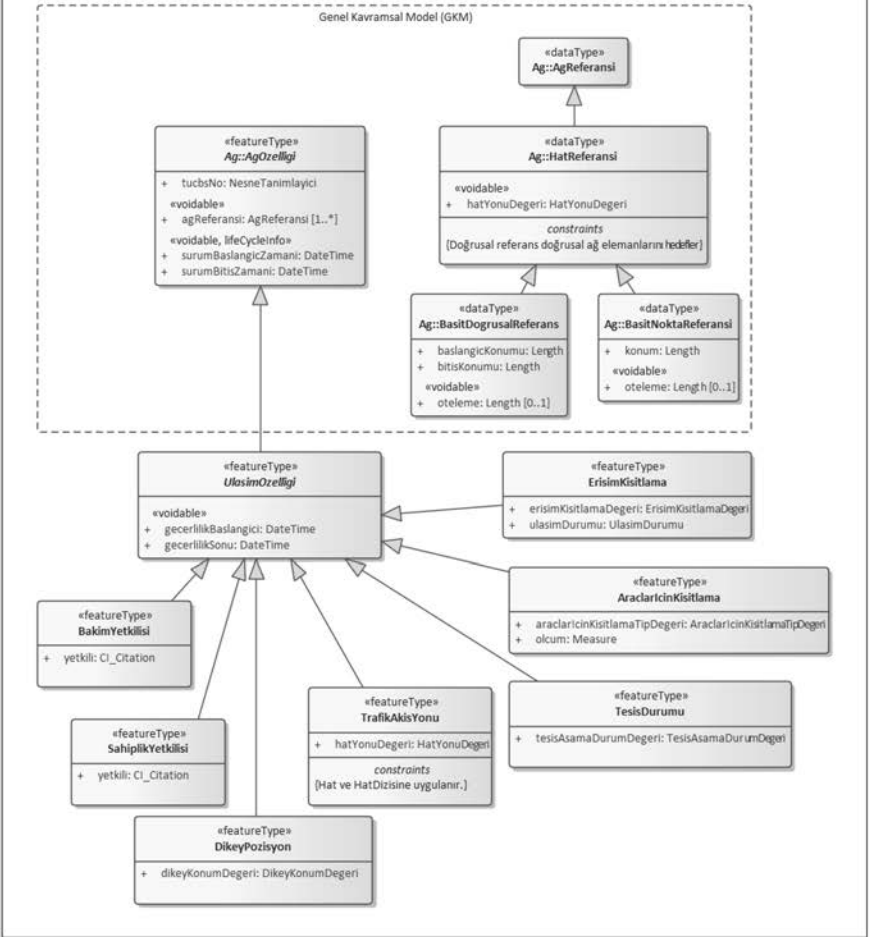 Genel Kavramsal Model (GKM)
«dataType»
Ag::AgReferansi
«featureType»
Ag::AgOzelligi
+ tucbsNo: NesneTanimlayici
«voidable»
+ agReferansi: AgReferansi [1..*]
«voidable, lifeCycleInfo»
+ surumBaslangicZamani: DateTime
+ surumBitisZamani: DateTime
«dataType»
Ag::HatReferansi
«voidable»
+ hatYonuDegeri: HatYonuDegeri
constraints
{Doğrusal referans doğrusal ağ elemanlarını hedefler}
«dataType»
Ag::BasitDogrusalReferans
+ baslangicKonumu: Length
+ bitisKonumu: Length
«voidable»
+ oteleme: Length [0..1]
«dataType»
Ag::BasitNoktaReferansi
+ konum: Length
«voidable»
+ oteleme: Length [0..1]
«featureType»
UlasimOzelligi
«voidable»
+ gecerlilikBaslangici: DateTime
+ gecerlilikSonu: DateTime
«featureType»
ErisimKisitlama
+ erisimKisitlamaDegeri: ErisimKisitlamaDegeri
+ ulasimDurumu: UlasimDurumu
«featureType»
AraclarIcinKisitlama
+ araclarIcinKisitlamaTipDegeri: AraclarIcinKisitlamaTipDegeri
+ olcum: Measure
«featureType»
BakimYetkilisi
+ yetkili: CI_Citation
«featureType»
TrafikAkisYonu
+ hatYonuDegeri: HatYonuDegeri
constraints
{Hat ve HatDizisine uygulanır.}
«featureType»
TesisDurumu
+ tesisAsamaDurumDegeri: TesisAsamaDurumDegeri
«featureType»
SahiplikYetkilisi
+ yetkili: CI_Citation
«featureType»
DikeyPozisyon
+ dikeyKonumDegeri: DikeyKonumDegeri